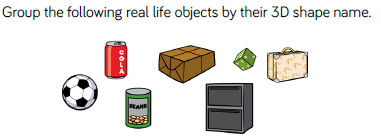 Group the following real life objects by their 3D shape name.
COLA
BEANS